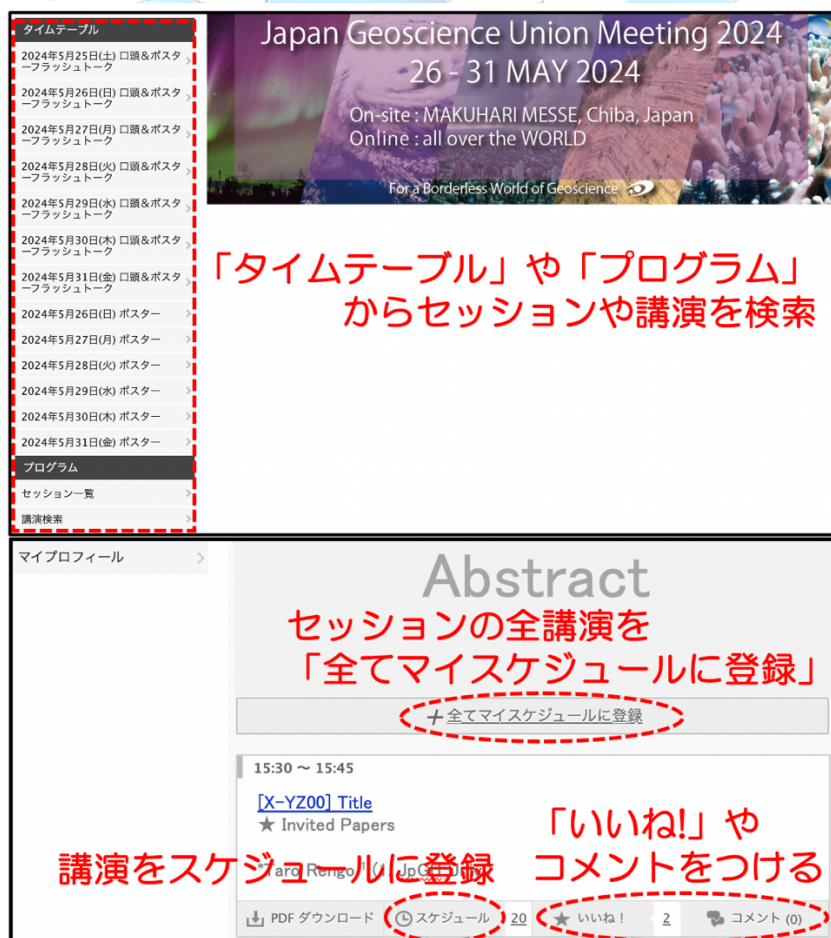 タイムテーブル
2024年5月25日(土) 口頭&ポスタ
ーフラッシュトーク
2024年5月26日(日) 口頭&ポスタ
ーフラッシュトーク
2024年5月27日(月) 口頭&ポスタ
ーフラッシュトーク
2024年5月28日(火) 口頭&ポスタ
ーフラッシュトーク
2024年5月29日(水) 口頭&ポスタ
ーフラッシュトーク
2024年5月30日(木) 口頭&ポスタ
ーフラッシュトーク
2024年5月31日(金) 口頭&ポスタ
ーフラッシュトーク
2024年5月26日(日) ポスター
2024年5月27日(月) ポスター
2024年5月28日(火) ポスター
2024年5月29日(水) ポスター
2024年5月30日(木) ポスター
2024年5月31日(金) ポスター
プログラム
セッション一覧
講演検索
Japan Geoscience Union Meeting 2024
26 - 31 MAY 2024
On-site : MAKUHARI MESSE, Chiba, Japan
Online : all over the WORLD
For a Borderless World of Geoscience
「タイムテーブル」や「プログラム」
からセッションや講演を検索
マイプロフィール
Abstract
セッションの全講演を
「全てマイスケジュールに登録」
+全てマイスケジュールに登録
15:30 ~ 15:45
[X-YZ00] Title
★ Invited Papers
「いいね!」や
コメントをつける
講演をスケジュールに登録
*Taro Rengo
PDF ダウンロード スケジュール 20 ★ いいね! 2 コメント (0)